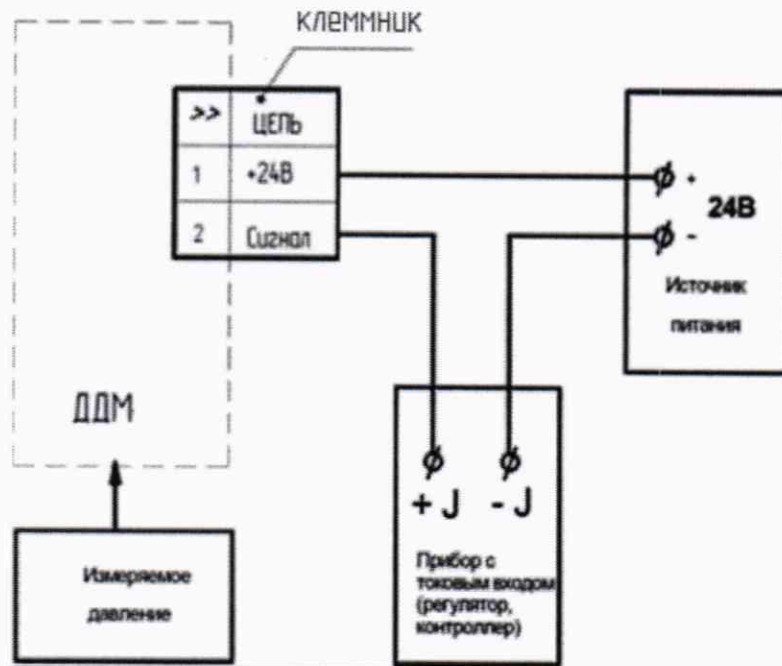 клеммник
>> ЦЕПЬ
1 +24В
2 Сигнал
+
24В
-
Источник
питания
ДДМ
+ J - J
Прибор с
токовым входом
(регулятор,
контроллер)
Измеряемое
давление